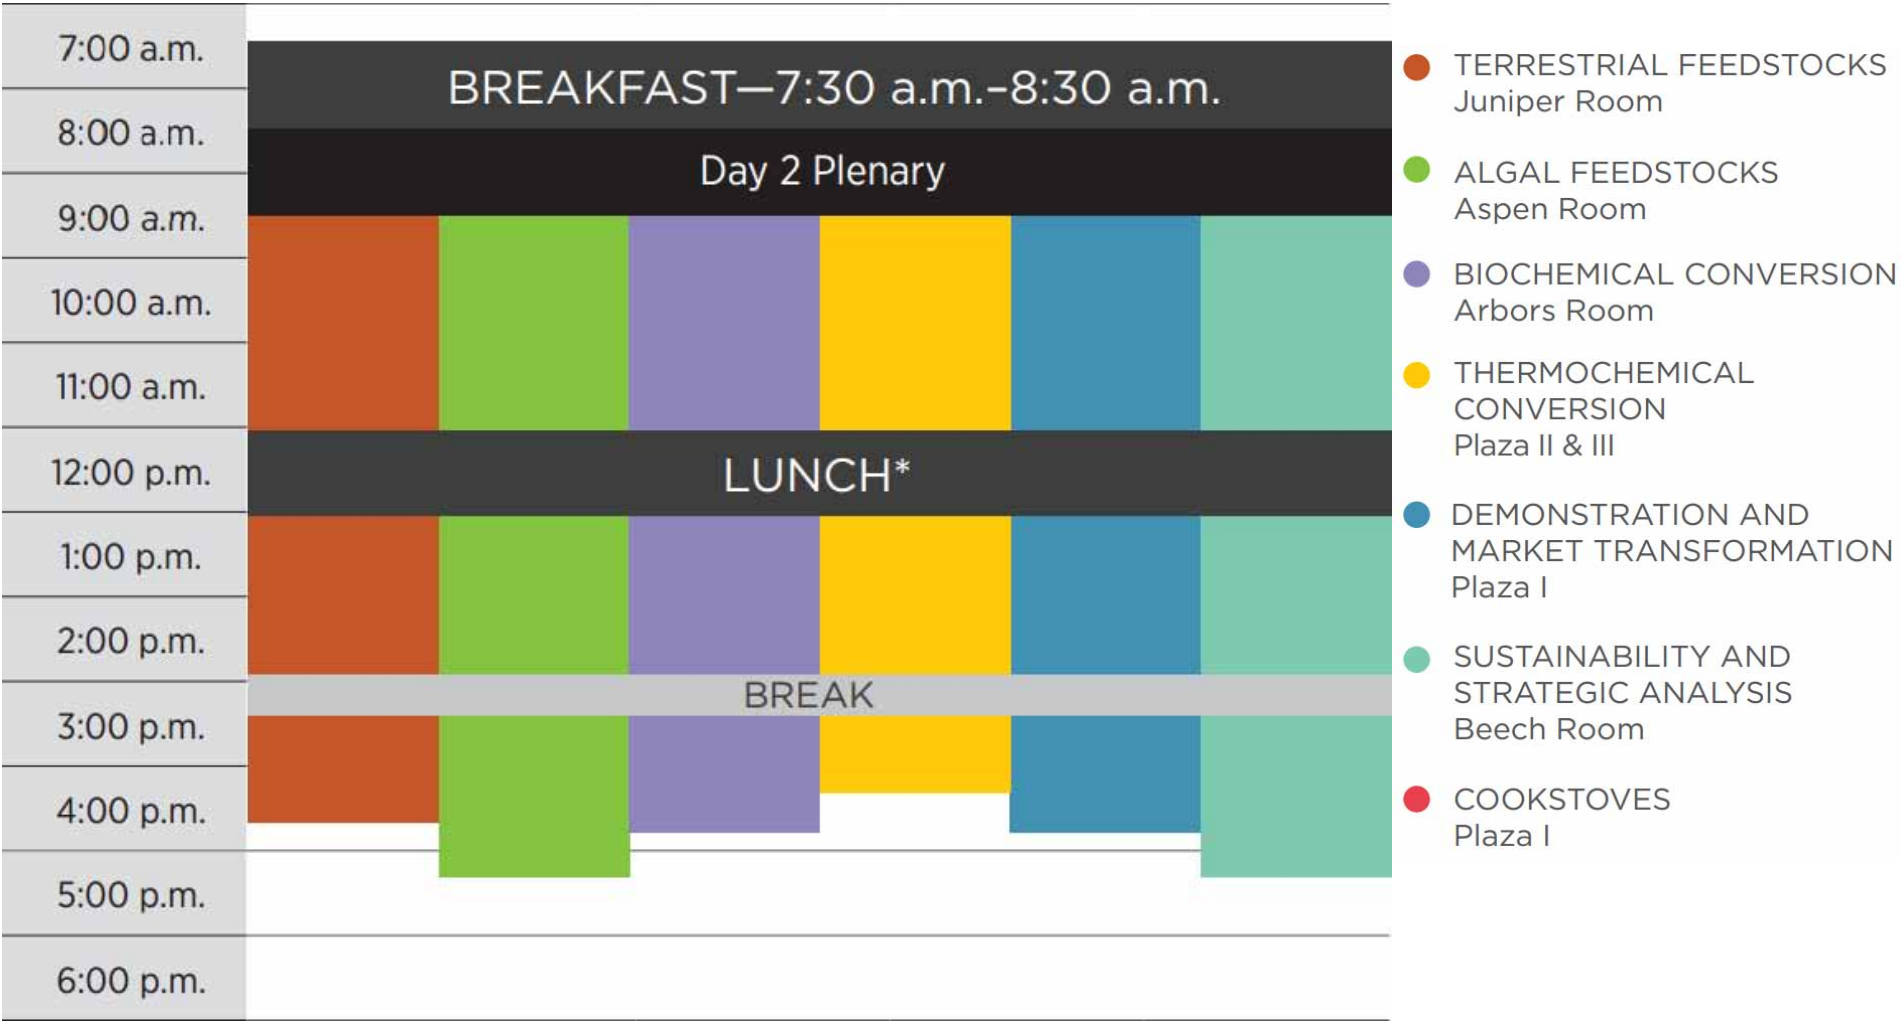 7:00 a.m.
8:00 a.m.
9:00 a.m.
10:00 a.m.
11:00 a.m.
12:00 p.m.
1:00 p.m.
2:00 p.m.
3:00 p.m.
4:00 p.m.
5:00 p.m.
6:00 p.m.
BREAKFAST—7:30 a.m.–8:30 a.m.
Day 2 Plenary
LUNCH*
BREAK
TERRESTRIAL FEEDSTOCKS
Juniper Room
ALGAL FEEDSTOCKS
Aspen Room
BIOCHEMICAL CONVERSION
Arbors Room
THERMOCHEMICAL
CONVERSION
Plaza II & III
DEMONSTRATION AND
MARKET TRANSFORMATION
Plaza I
SUSTAINABILITY AND
STRATEGIC ANALYSIS
Beech Room
COOKSTOVES
Plaza I